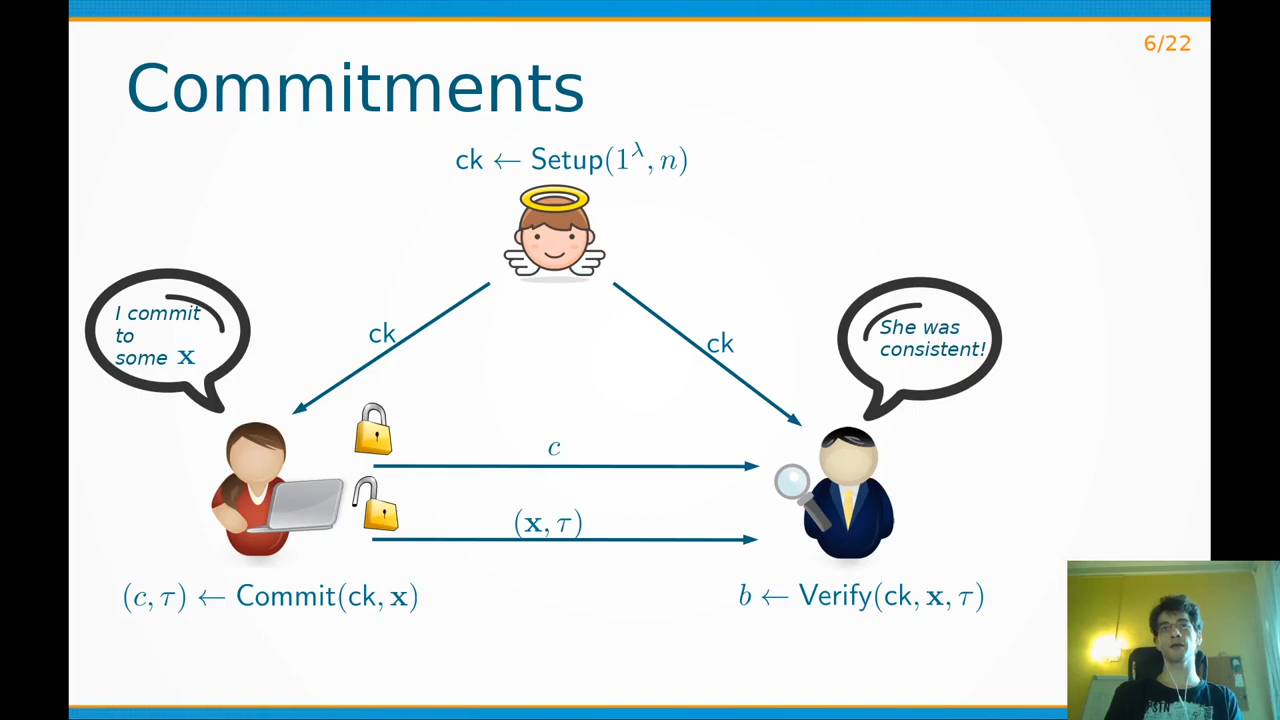 6/22
Commitments
ck ← Setup(1^λ, n)
I commit
to
some x
She was
consistent!
ck
ck
c
(x, τ)
(c, τ) ← Commit(ck, x)
b ← Verify(ck, x, τ)